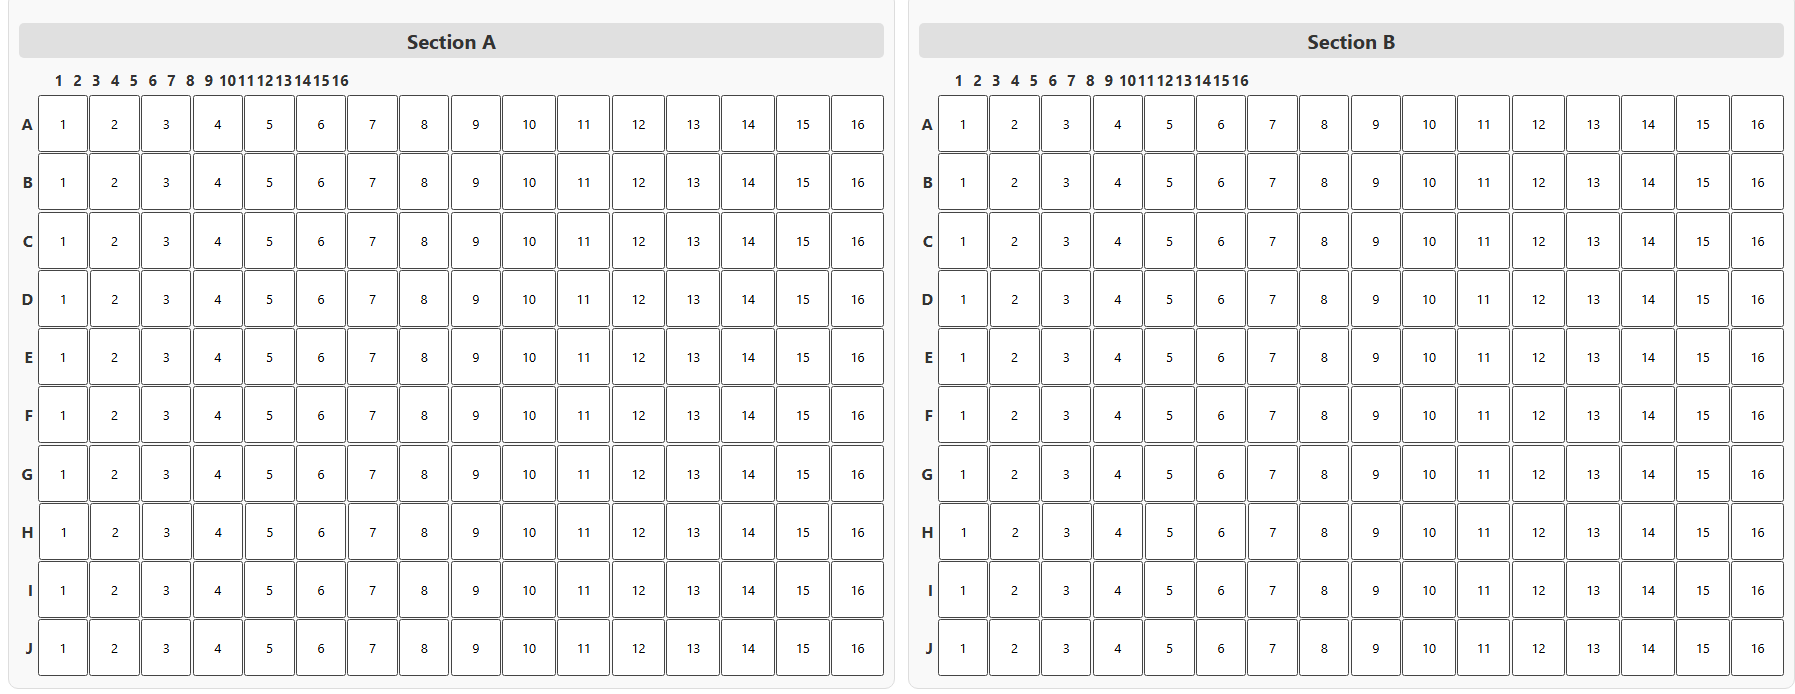 Section A
1 2 3 4 5 6 7 8 9 10 11 12 13 14 15 16
A 1 2 3 4 5 6 7 8 9 10 11 12 13 14 15 16
B 1 2 3 4 5 6 7 8 9 10 11 12 13 14 15 16
C 1 2 3 4 5 6 7 8 9 10 11 12 13 14 15 16
D 1 2 3 4 5 6 7 8 9 10 11 12 13 14 15 16
E 1 2 3 4 5 6 7 8 9 10 11 12 13 14 15 16
F 1 2 3 4 5 6 7 8 9 10 11 12 13 14 15 16
G 1 2 3 4 5 6 7 8 9 10 11 12 13 14 15 16
H 1 2 3 4 5 6 7 8 9 10 11 12 13 14 15 16
I 1 2 3 4 5 6 7 8 9 10 11 12 13 14 15 16
J 1 2 3 4 5 6 7 8 9 10 11 12 13 14 15 16
Section B
1 2 3 4 5 6 7 8 9 10 11 12 13 14 15 16
A 1 2 3 4 5 6 7 8 9 10 11 12 13 14 15 16
B 1 2 3 4 5 6 7 8 9 10 11 12 13 14 15 16
C 1 2 3 4 5 6 7 8 9 10 11 12 13 14 15 16
D 1 2 3 4 5 6 7 8 9 10 11 12 13 14 15 16
E 1 2 3 4 5 6 7 8 9 10 11 12 13 14 15 16
F 1 2 3 4 5 6 7 8 9 10 11 12 13 14 15 16
G 1 2 3 4 5 6 7 8 9 10 11 12 13 14 15 16
H 1 2 3 4 5 6 7 8 9 10 11 12 13 14 15 16
I 1 2 3 4 5 6 7 8 9 10 11 12 13 14 15 16
J 1 2 3 4 5 6 7 8 9 10 11 12 13 14 15 16